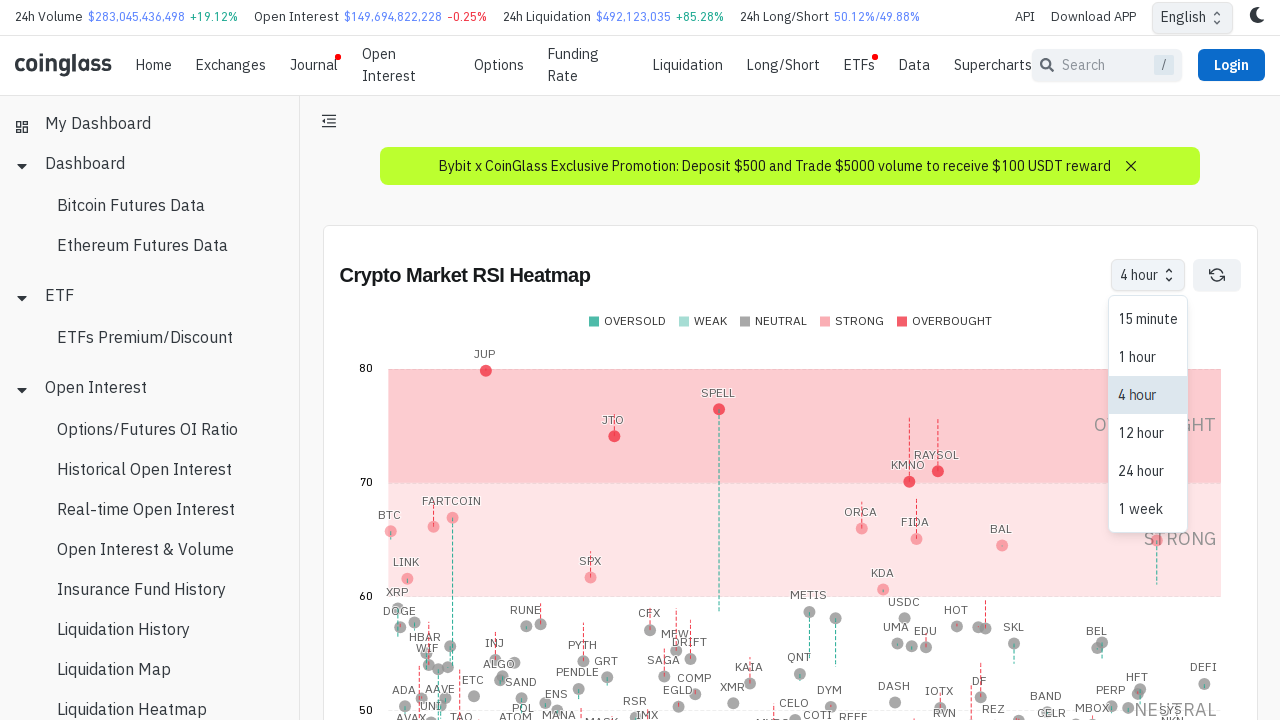 24h Volume $283,045,436,498 +19.12% Open Interest $149,694,822,228 -0.25% 24h Liquidation $492,123,035 +85.28% 24h Long/Short 50.12%/49.88% API Download APP English
coinglass Home Exchanges Journal Open Interest Options Funding Rate Liquidation Long/Short ETFs Data Supercharts Search / Login
My Dashboard
Dashboard
Bitcoin Futures Data
Ethereum Futures Data
ETF
ETFs Premium/Discount
Open Interest
Options/Futures OI Ratio
Historical Open Interest
Real-time Open Interest
Open Interest & Volume
Insurance Fund History
Liquidation History
Liquidation Map
Liquidation Heatmap
Bybit x CoinGlass Exclusive Promotion: Deposit $500 and Trade $5000 volume to receive $100 USDT reward
Crypto Market RSI Heatmap
4 hour
15 minute
1 hour
4 hour
12 hour
24 hour
1 week
OVERSOLD WEAK NEUTRAL STRONG OVERBOUGHT
80
JUP
SPELL
JTO
KMNO RAYSOL
70
FARTCOIN
BTC
ORCA
FIDA
BAL
STRONG
LINK
SPX
KDA
60
XRP
METIS
DOGE
RUNE
CFX
USDC
HOT
HBAR
WIF
INJ
PYTH
MEW
DRIFT
UMA
EDU
SKL
BEL
ALGO
GRT
SAGA
KAIA
QNT
DEFI
ETC
SAND
PENDLE
COMP
DF
HFT
ADA
AAVE
ENS
EGLD
XMR
DYM
DASH
IOTX
BAND
PERP
UNI
POL
RSR
CELO
50
AVAX
TAO
ATOM
MANA
IMX
COTI
RVN
REZ
CELR
MBOX
SYS
NEUTRAL